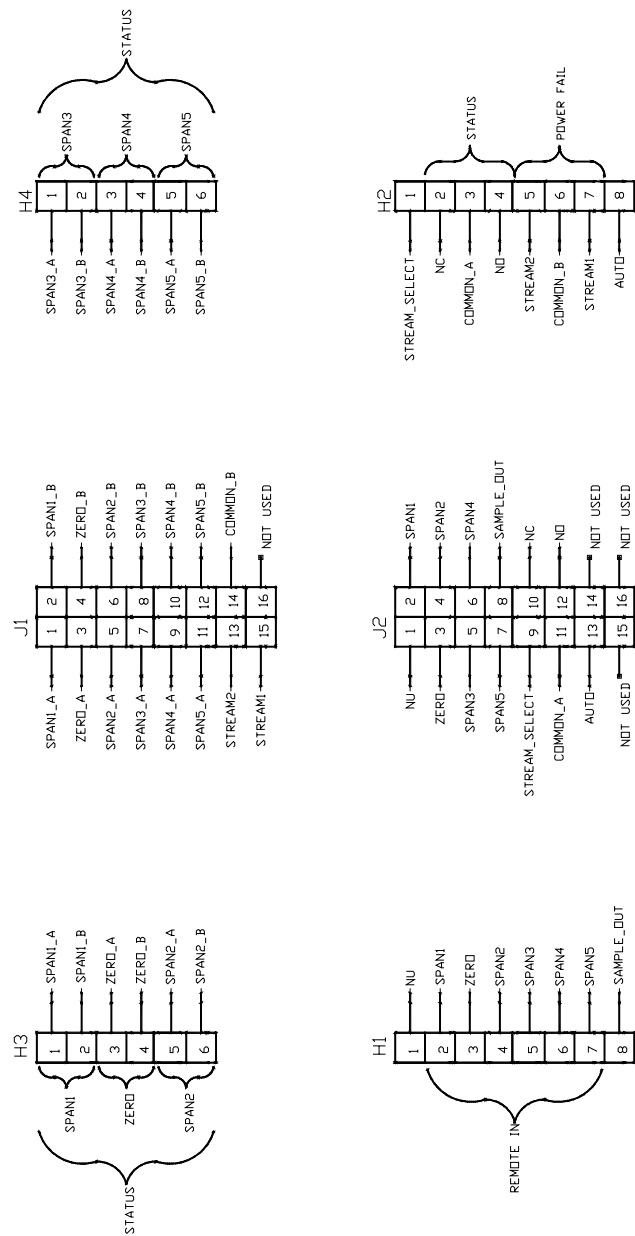 H3
1
2
3
4
5
6
SPAN1_A
SPAN1_B
ZERO_A
ZERO_B
SPAN2_A
SPAN2_B
SPAN1
ZERO
SPAN2
STATUS
J1
SPAN1_A 1 2 SPAN1_B
ZERO_A 3 4 ZERO_B
SPAN2_A 5 6 SPAN2_B
SPAN3_A 7 8 SPAN3_B
SPAN4_A 9 10 SPAN4_B
SPAN5_A 11 12 SPAN5_B
STREAM2 13 14 COMMON_B
STREAM1 15 16 NOT USED
H4
SPAN3_A 1
SPAN3_B 2
SPAN4_A 3
SPAN4_B 4
SPAN5_A 5
SPAN5_B 6
SPAN3
SPAN4
SPAN5
STATUS
H1
1 NU
2 SPAN1
3 ZERO
4 SPAN2
5 SPAN3
6 SPAN4
7 SPAN5
8 SAMPLE_OUT
REMOTE IN
J2
NU 1 2 SPAN1
ZERO 3 4 SPAN2
SPAN3 5 6 SPAN4
SPAN5 7 8 SAMPLE_OUT
STREAM_SELECT 9 10 NC
COMMON_A 11 12 NO
AUTO 13 14 NOT USED
NOT USED 15 16 NOT USED
H2
STREAM_SELECT 1
NC 2
COMMON_A 3
NO 4
STREAM2 5
COMMON_B 6
STREAM1 7
AUTO 8
STATUS
POWER FAIL